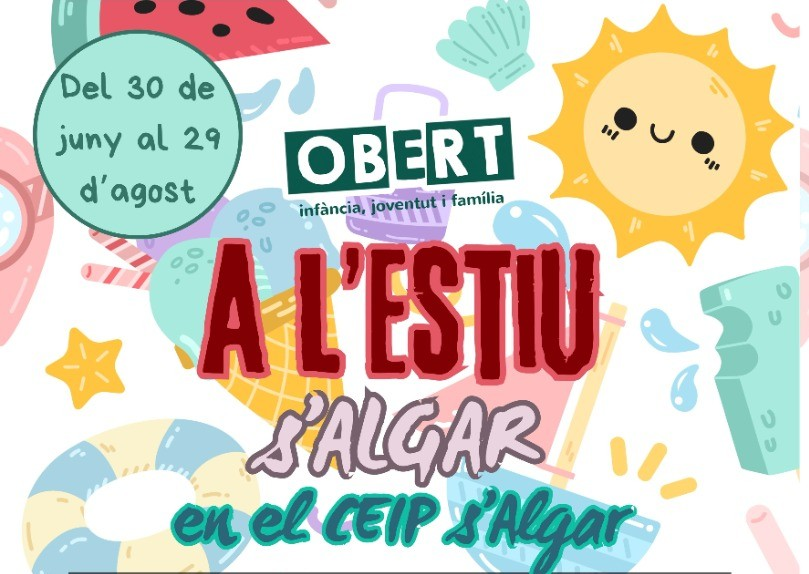 Del 30 de
juny al 29
d'agost
OBERT
infància, joventut i família
A L'ESTIU
s'ALGAR
en el CEIP s'Algar